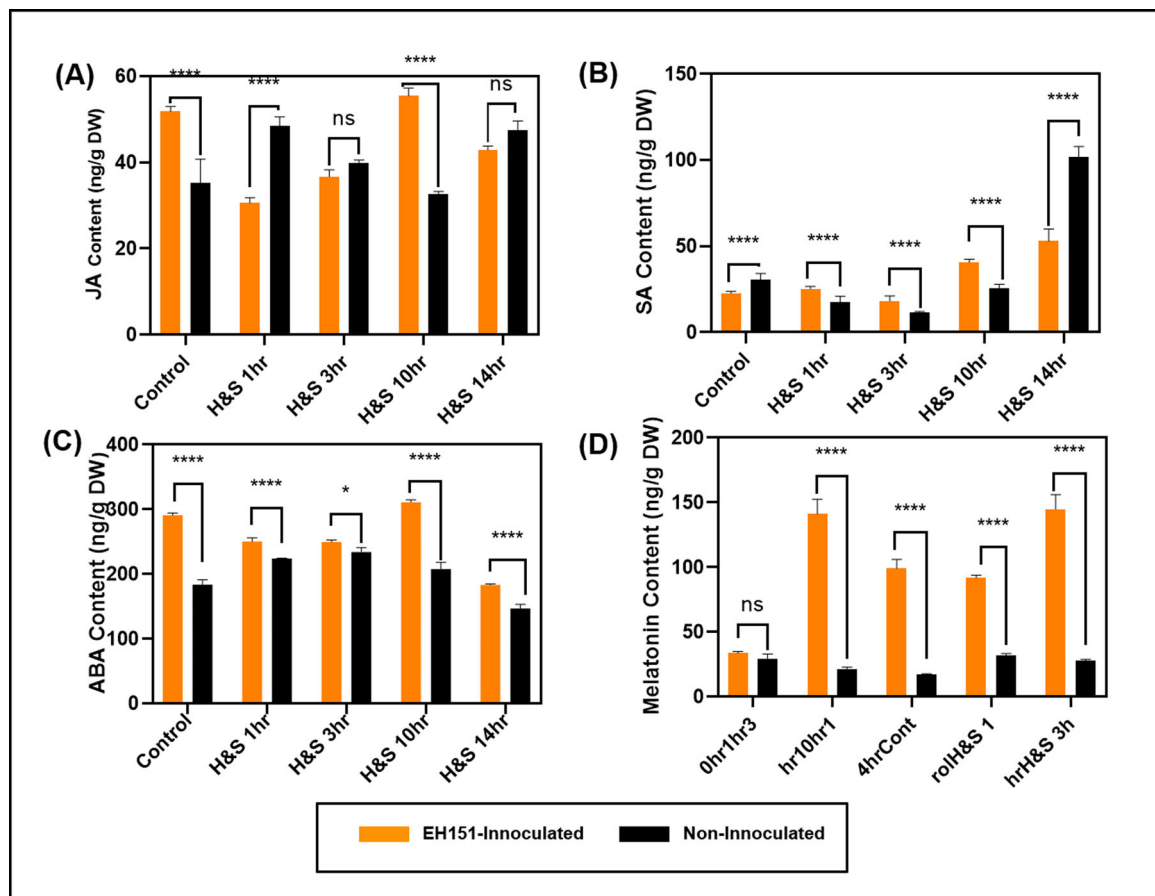 (A)
JA Content (ng/g DW)
60
40
20
0
****
****
ns
****
ns
Control
H&S 1hr
H&S 3hr
H&S 10hr
H&S 14hr
(B)
SA Content (ng/g DW)
150
100
50
0
****
****
****
****
****
Control
H&S 1hr
H&S 3hr
H&S 10hr
H&S 14hr
(C)
ABA Content (ng/g DW)
400
300
200
100
0
****
****
*
****
****
Control
H&S 1hr
H&S 3hr
H&S 10hr
H&S 14hr
(D)
Melatonin Content (ng/g DW)
200
150
100
50
0
ns
****
****
****
****
0hr1hr3
hr10hr1
4hrCont
rolH&S 1
hrH&S 3h
EH151-Innoculated
Non-Innoculated